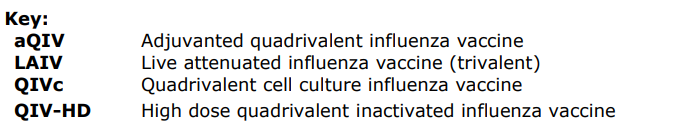 Key:
aQIV Adjuvanted quadrivalent influenza vaccine
LAIV Live attenuated influenza vaccine (trivalent)
QIVc Quadrivalent cell culture influenza vaccine
QIV-HD High dose quadrivalent inactivated influenza vaccine